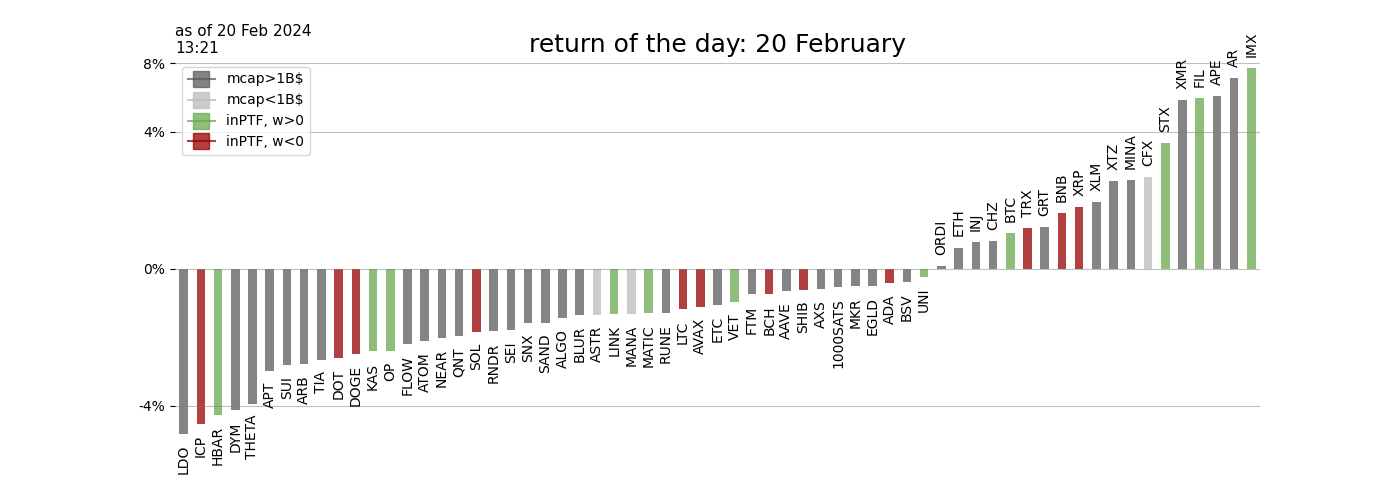 as of 20 Feb 2024
13:21
return of the day: 20 February
8%
4%
0%
-4%
mcap>1B$
mcap<1B$
inPTF, w>0
inPTF, w<0
LDO
ICP
HBAR
DYM
THETA
APT
SUI
ARB
TIA
DOT
DOGE
KAS
OP
FLOW
ATOM
NEAR
QNT
SOL
RNDR
SEI
SNX
SAND
ALGO
BLUR
ASTR
LINK
MANA
MATIC
RUNE
LTC
AVAX
ETC
VET
FTM
BCH
AAVE
SHIB
AXS
1000SATS
MKR
EGLD
ADA
BSV
UNI
ORDI
ETH
INJ
CHZ
BTC
TRX
GRT
BNB
XRP
XLM
XTZ
MINA
CFX
STX
XMR
FIL
APE
AR
IMX